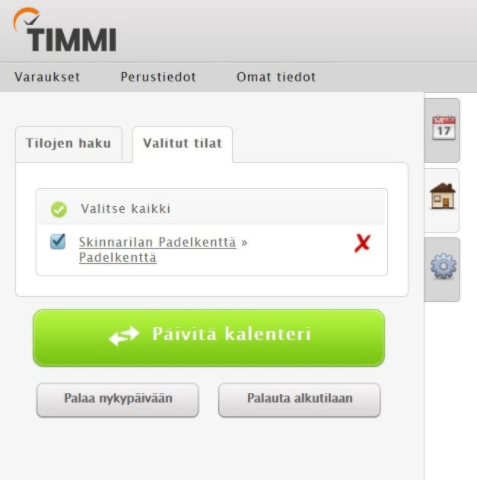 TIMMI
Varaukset Perustiedot Omat tiedot
Tilojen haku Valitut tilat
17
Valitse kaikki
Skinnarilan Padelkenttä »
Padelkenttä
Päivitä kalenteri
Palaa nykypäivään Palauta alkutilaan